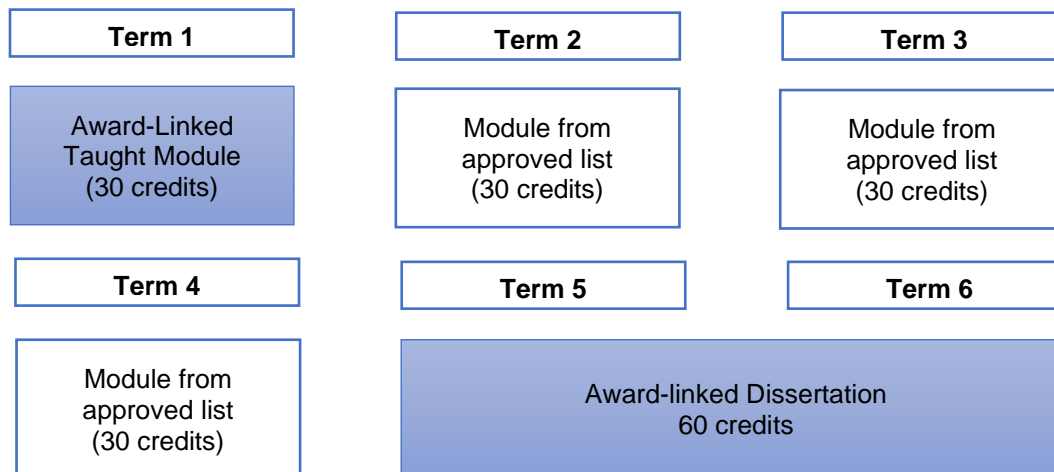 Term 1
Term 2
Term 3
Award-Linked
Taught Module
(30 credits)
Module from
approved list
(30 credits)
Module from
approved list
(30 credits)
Term 4
Term 5
Term 6
Module from
approved list
(30 credits)
Award-linked Dissertation
60 credits